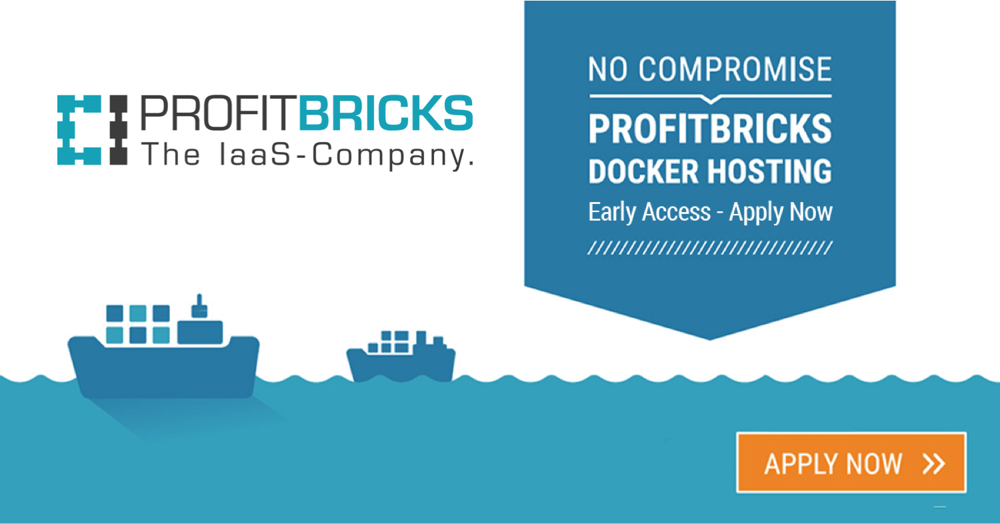 PROFITBRICKS
The IaaS-Company.
NO COMPROMISE
PROFITBRICKS
DOCKER HOSTING
Early Access - Apply Now
APPLY NOW